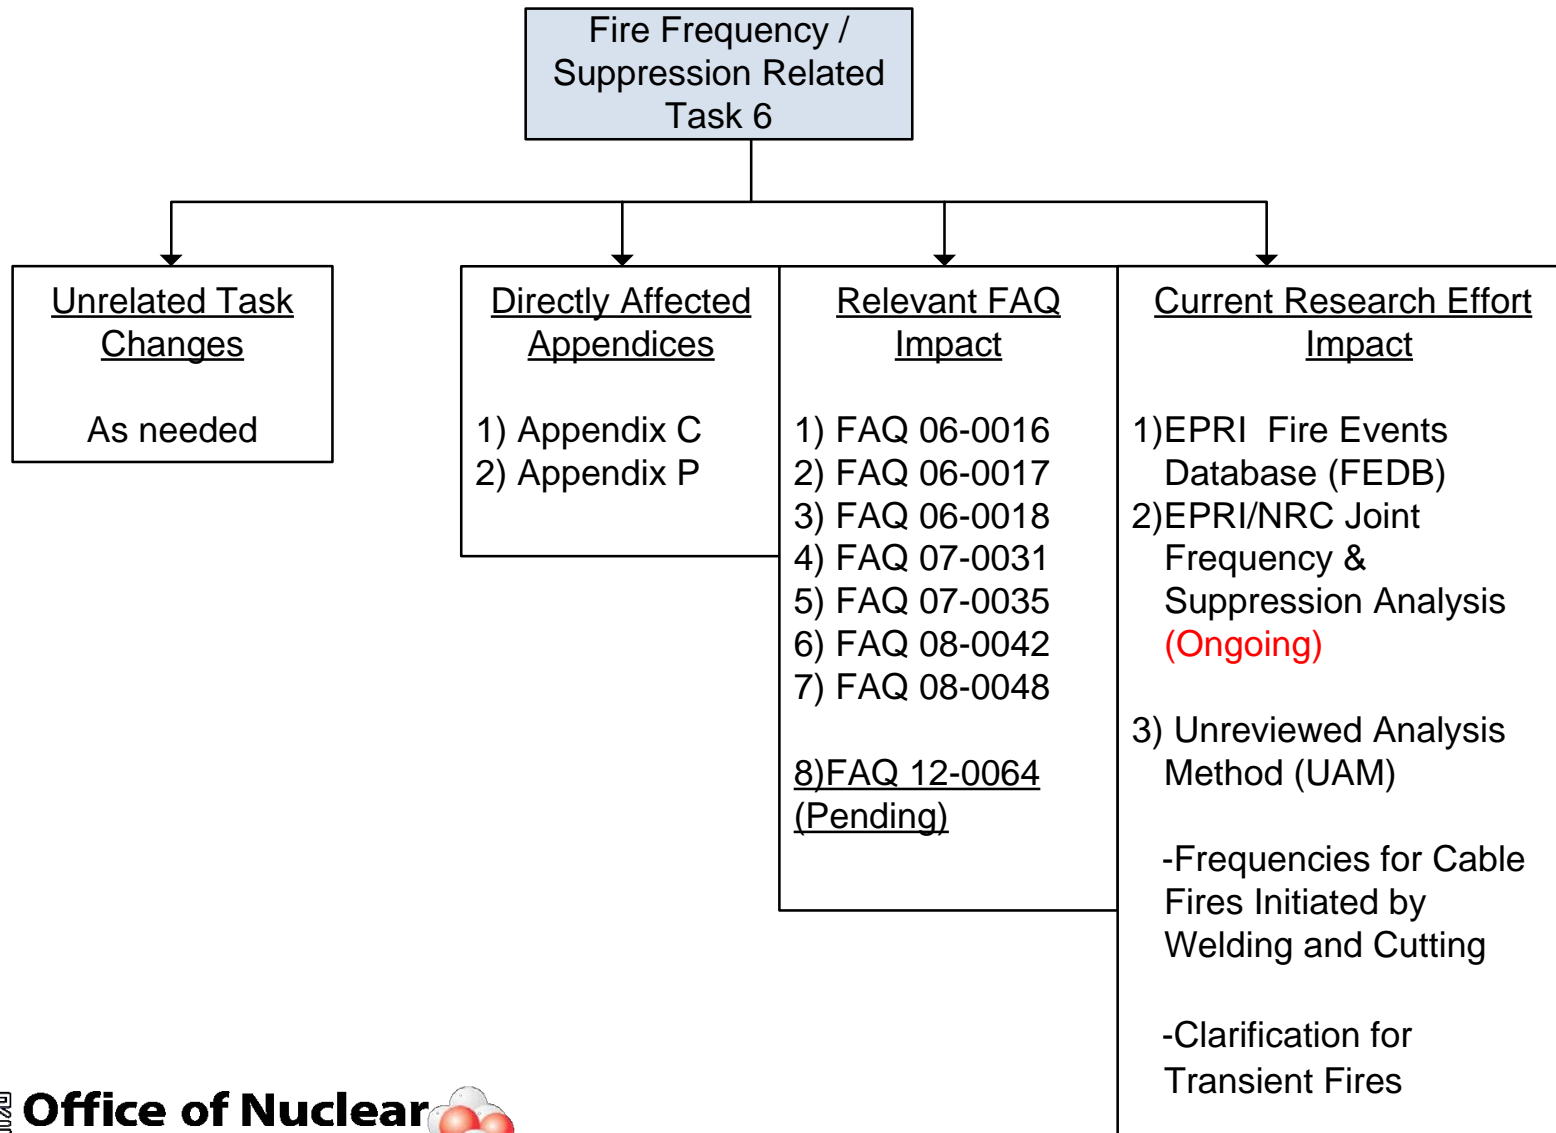 Fire Frequency /
Suppression Related
Task 6
Unrelated Task
Changes
As needed
Directly Affected
Appendices
1) Appendix C
2) Appendix P
Relevant FAQ
Impact
1) FAQ 06-0016
2) FAQ 06-0017
3) FAQ 06-0018
4) FAQ 07-0031
5) FAQ 07-0035
6) FAQ 08-0042
7) FAQ 08-0048
8)FAQ 12-0064
(Pending)
Current Research Effort
Impact
1)EPRI  Fire Events
Database (FEDB)
2)EPRI/NRC Joint
Frequency &
Suppression Analysis
(Ongoing)
3) Unreviewed Analysis
Method (UAM)
-Frequencies for Cable
Fires Initiated by
Welding and Cutting
-Clarification for
Transient Fires
Office of Nuclear